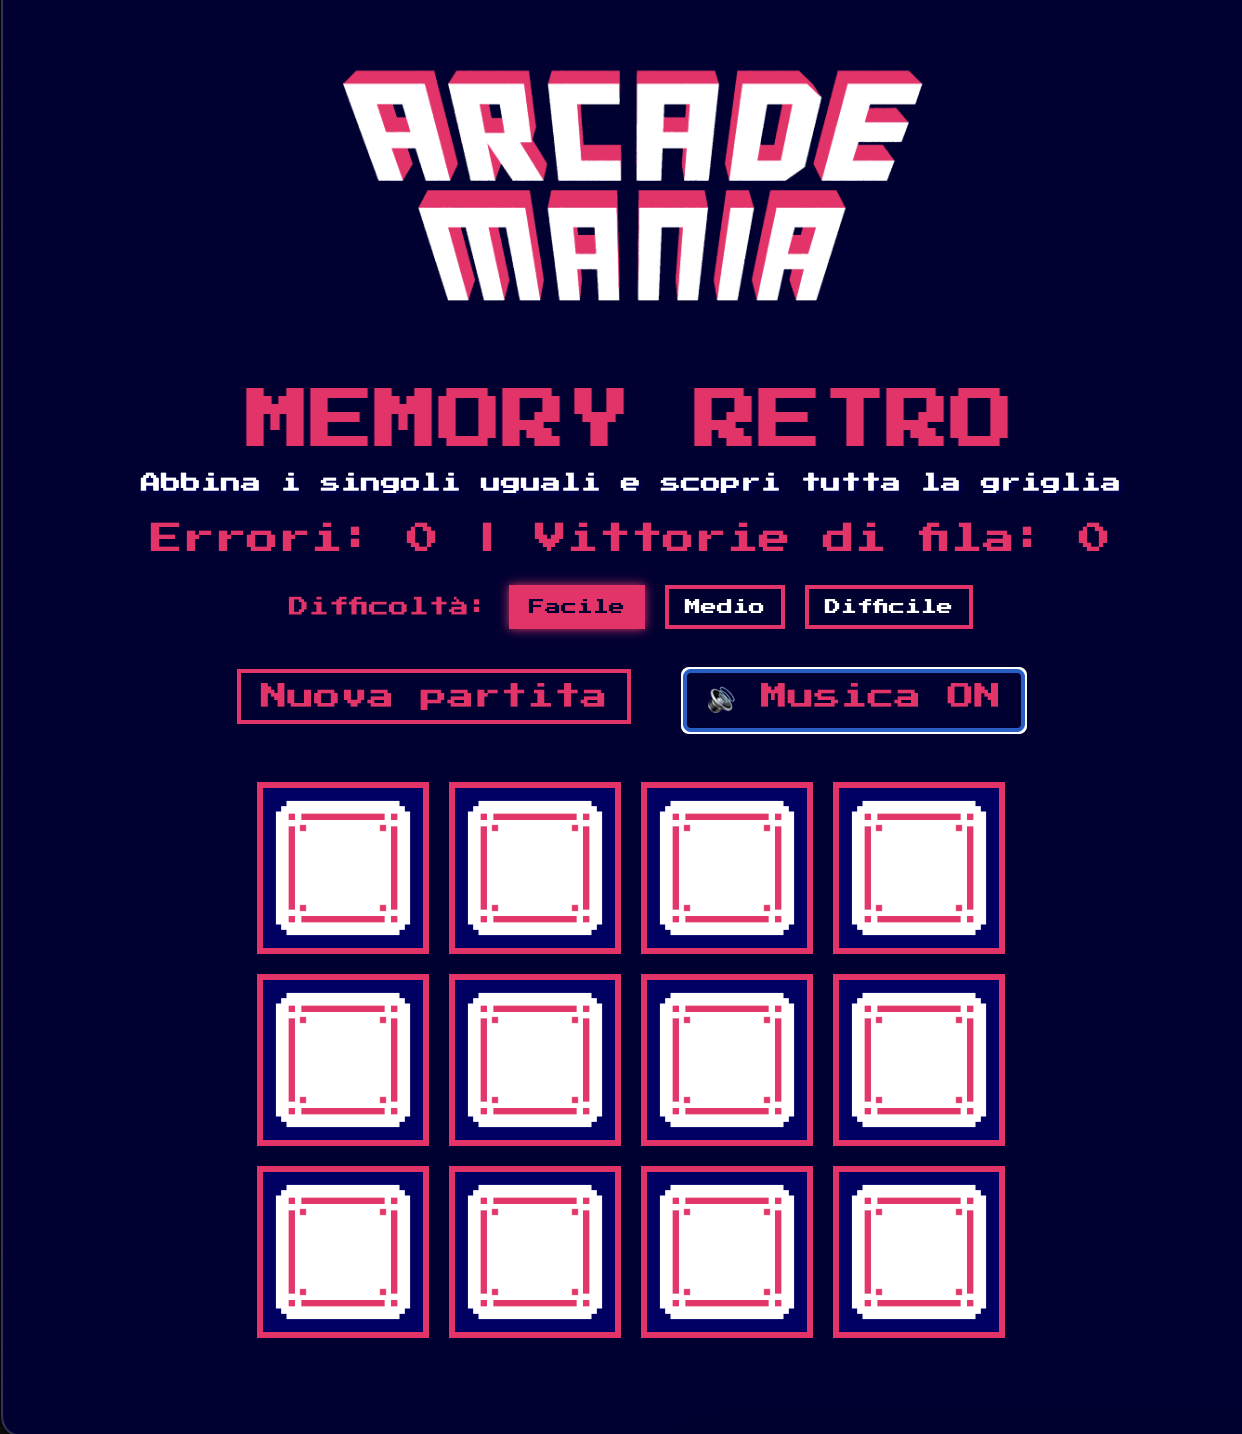 ARCADE
MANIA
MEMORY RETRO
Abbina i singoli uguali e scopri tutta la griglia
Errori: 0 | Vittorie di fila: 0
Difficoltà: Facile Medio Difficile
Nuova partita 🔊 Musica ON